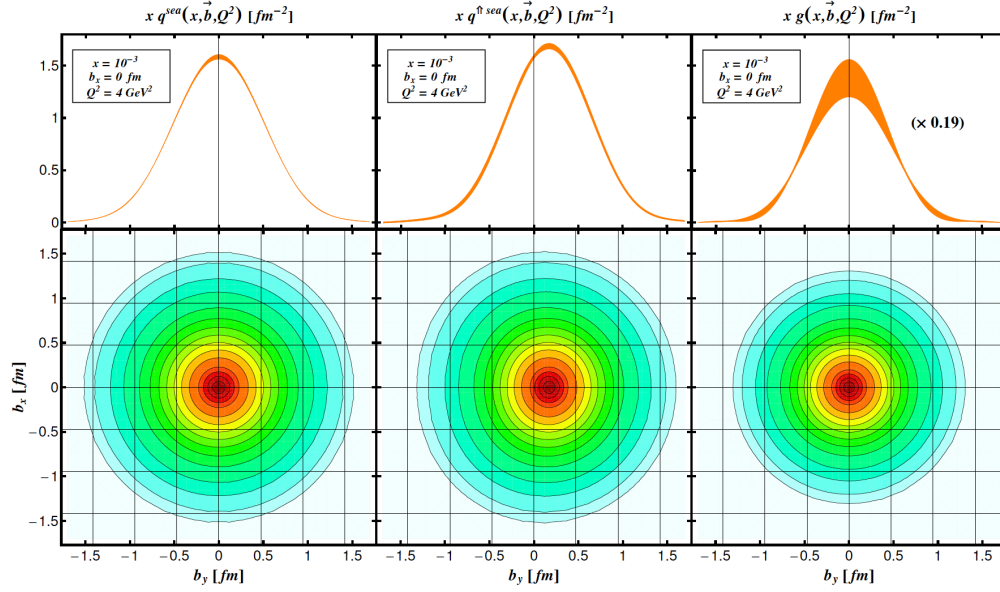 x q^{sea}(x,\vec{b},Q²) [fm⁻²]
x q^{⇑ sea}(x,\vec{b},Q²) [fm⁻²]
x g(x,\vec{b},Q²) [fm⁻²]
x = 10⁻³
b_x = 0 fm
Q² = 4 GeV²
x = 10⁻³
b_x = 0 fm
Q² = 4 GeV²
x = 10⁻³
b_x = 0 fm
Q² = 4 GeV²
(× 0.19)
1.5
1
0.5
0
b_x [fm]
1.5
1
0.5
0
−0.5
−1
−1.5
−1.5 −1 −0.5 0 0.5 1 1.5
−1.5 −1 −0.5 0 0.5 1 1.5
−1.5 −1 −0.5 0 0.5 1 1.5
b_y [fm]
b_y [fm]
b_y [fm]